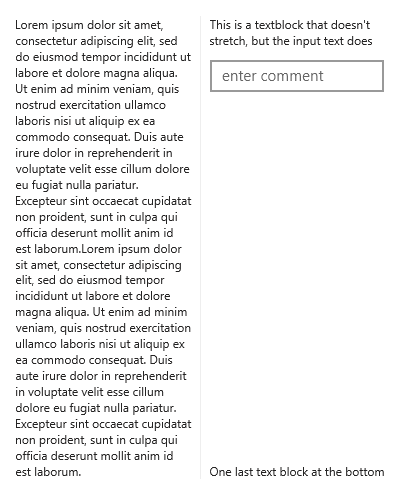 Lorem ipsum dolor sit amet,
consectetur adipiscing elit, sed
do eiusmod tempor incididunt ut
labore et dolore magna aliqua.
Ut enim ad minim veniam, quis
nostrud exercitation ullamco
laboris nisi ut aliquip ex ea
commodo consequat. Duis aute
irure dolor in reprehenderit in
voluptate velit esse cillum dolore
eu fugiat nulla pariatur.
Excepteur sint occaecat cupidatat
non proident, sunt in culpa qui
officia deserunt mollit anim id
est laborum.Lorem ipsum dolor
sit amet, consectetur adipiscing
elit, sed do eiusmod tempor
incididunt ut labore et dolore
magna aliqua. Ut enim ad minim
veniam, quis nostrud exercitation
ullamco laboris nisi ut aliquip ex
ea commodo consequat. Duis
aute irure dolor in reprehenderit
in voluptate velit esse cillum
dolore eu fugiat nulla pariatur.
Excepteur sint occaecat cupidatat
non proident, sunt in culpa qui
officia deserunt mollit anim id
est laborum.
This is a textblock that doesn't
stretch, but the input text does
enter comment
One last text block at the bottom